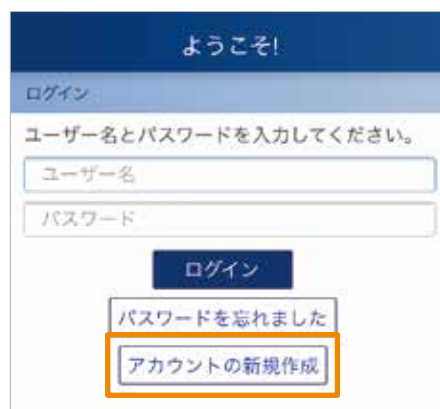 ようこそ!
ログイン
ユーザー名とパスワードを入力してください。
ユーザー名
パスワード
ログイン
パスワードを忘れました
アカウントの新規作成